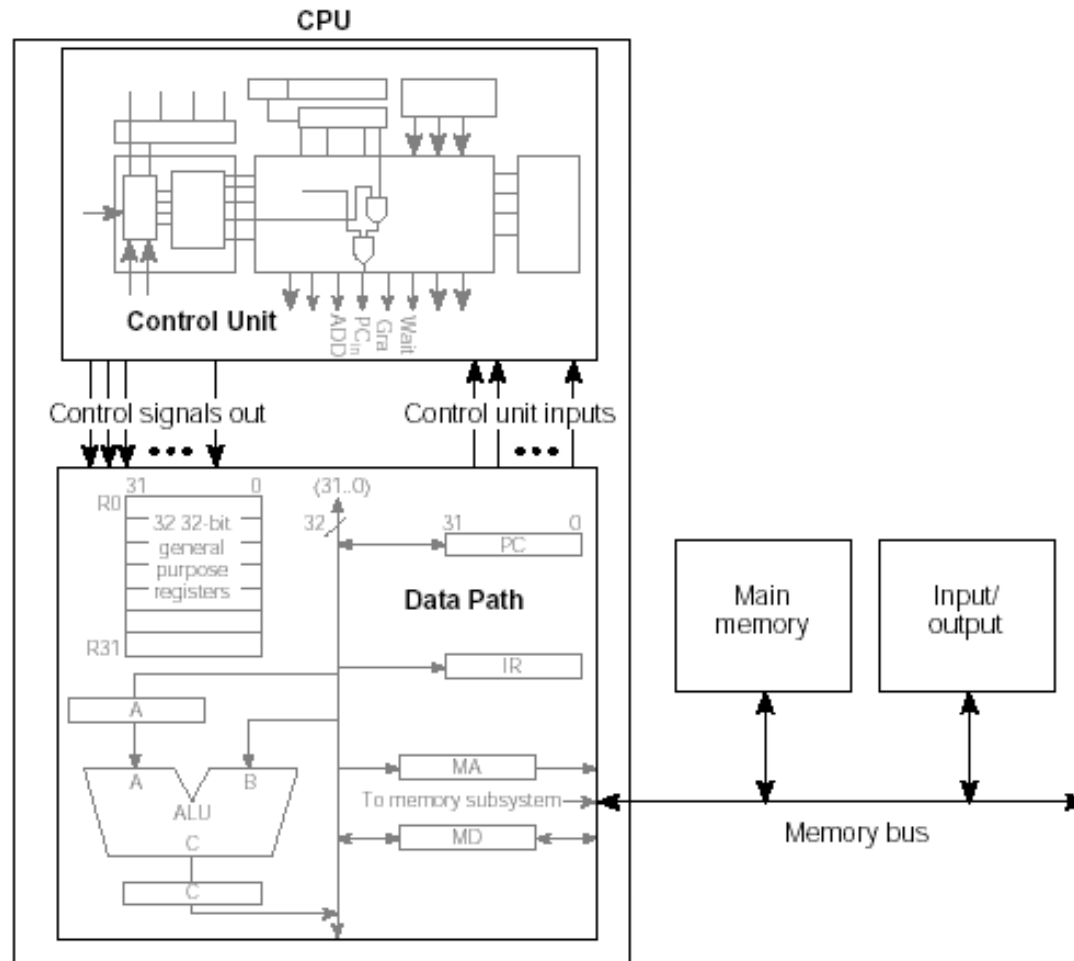 CPU
Control Unit
ADD
PCin
Gra
Wait
Control signals out
Control unit inputs
31 0
R0
32 32-bit
general
purpose
registers
R31
⟨31..0⟩
32
31 0
PC
Data Path
IR
A
A B
ALU
C
C
MA
To memory subsystem
MD
Main
memory
Input/
output
Memory bus